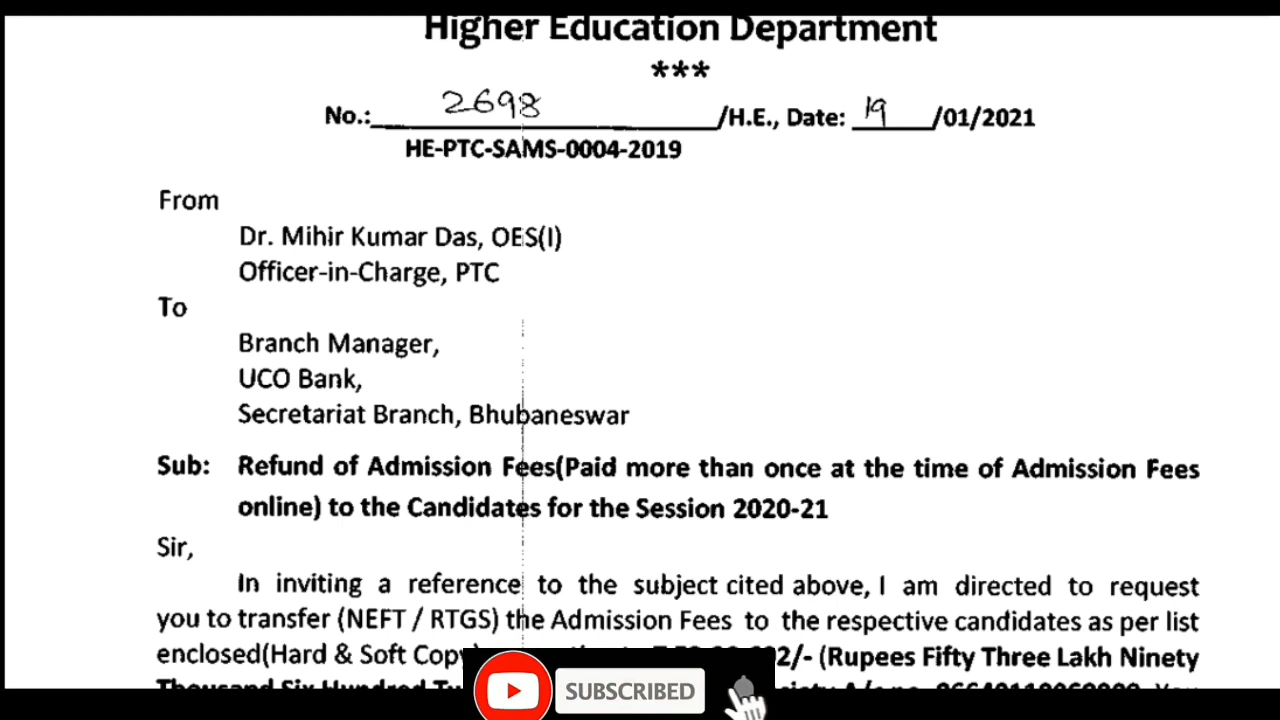 Higher Education Department
***
No.: 2698 /H.E., Date: 19 /01/2021
HE-PTC-SAMS-0004-2019
From
Dr. Mihir Kumar Das, OES(I)
Officer-in-Charge, PTC
To
Branch Manager,
UCO Bank,
Secretariat Branch, Bhubaneswar
Sub: Refund of Admission Fees(Paid more than once at the time of Admission Fees
online) to the Candidates for the Session 2020-21
Sir,
In inviting a reference to the subject cited above, I am directed to request
you to transfer (NEFT / RTGS) the Admission Fees to the respective candidates as per list
enclosed(Hard & Soft Copy) (Rupees Fifty Three Lakh Ninety
Thousand Six Hundred
SUBSCRIBED